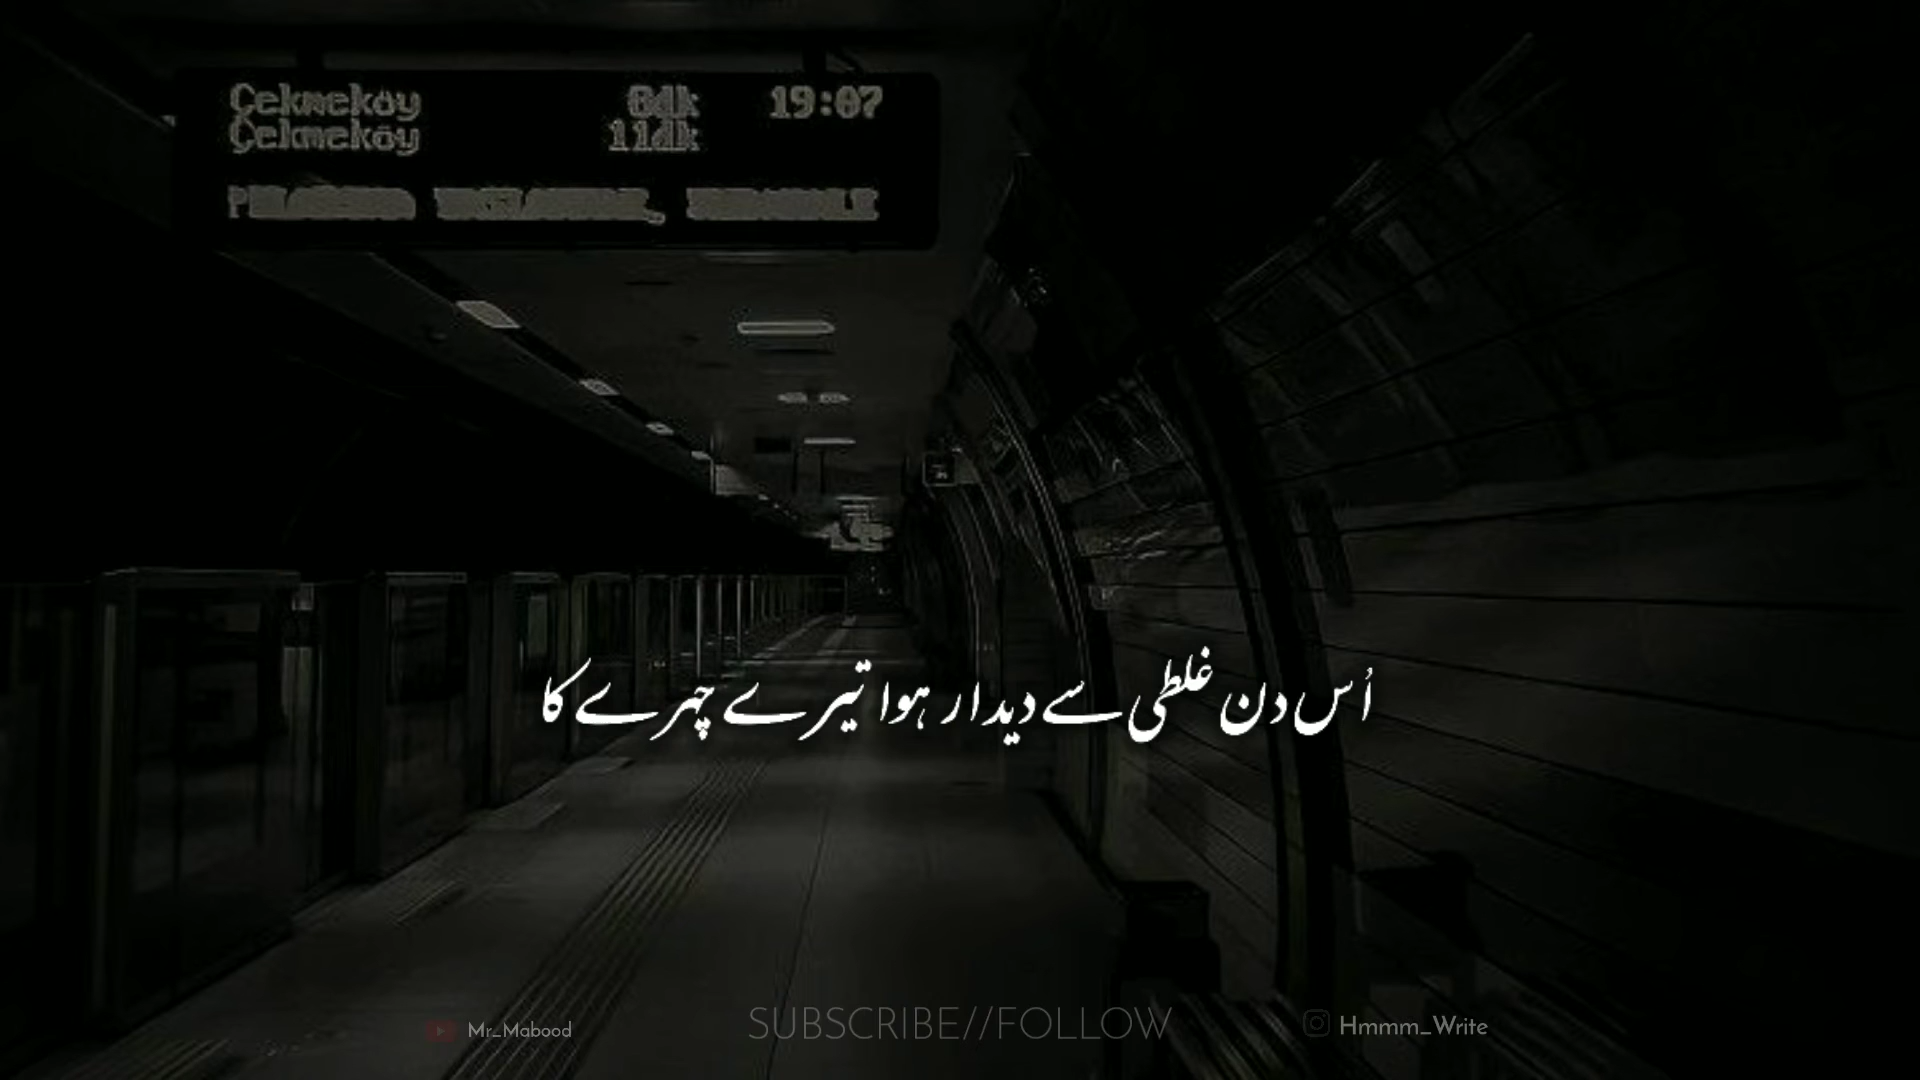 Çekmeköy 6dk 19:07
Çekmeköy 11dk
اُس دن غلطی سے دیدار ہوا تیرے چہرے کا
Mr_Mabood SUBSCRIBE//FOLLOW Hmmm_Write